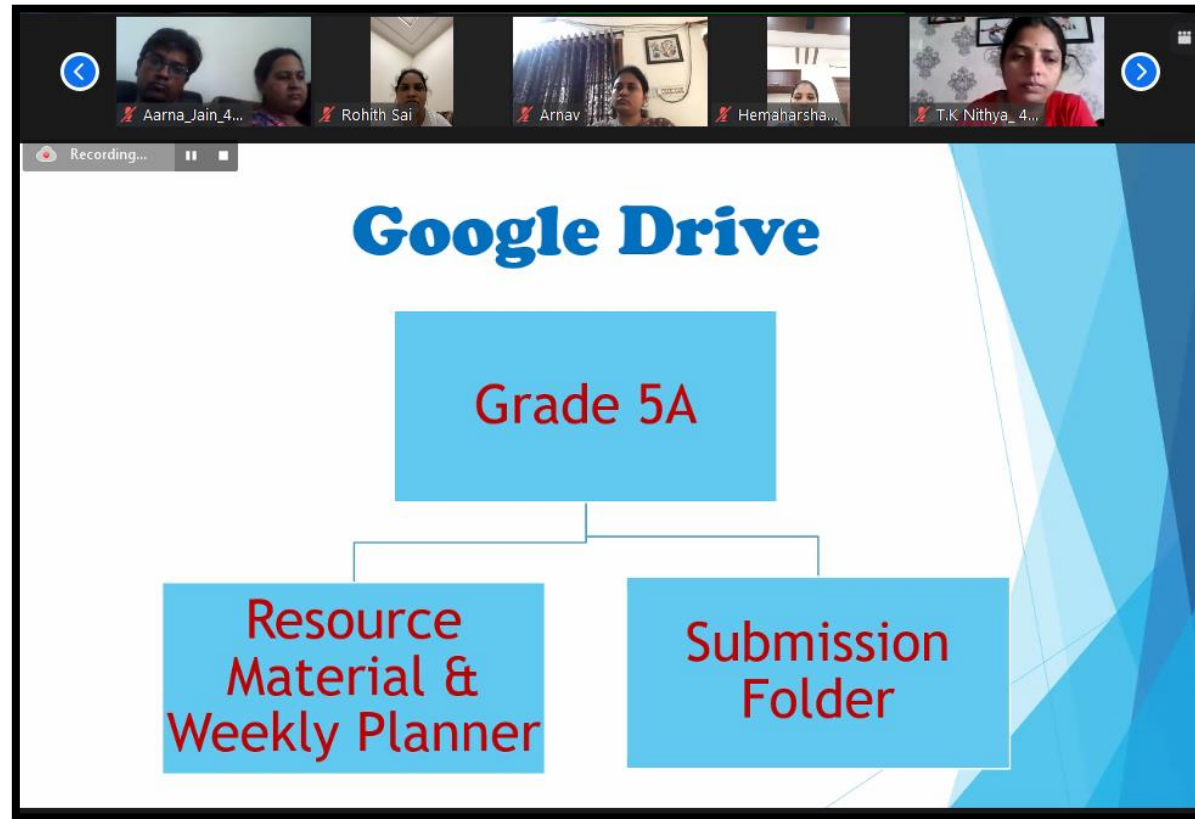 Aarna_Jain_4...
Rohith Sai
Arnav
Hemaharsha...
T.K Nithya_ 4...
Recording...
Google Drive
Grade 5A
Resource
Material &
Weekly Planner
Submission
Folder